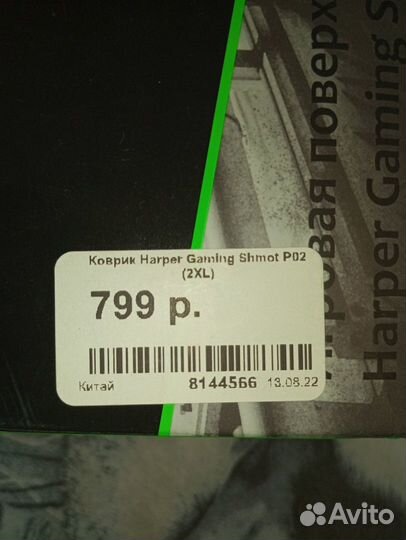 Коврик Harper Gaming Shmot P02
(2XL)
799 р.
Китай 8144566 13.08.22
Игровая поверх
Harper Gaming S
Avito